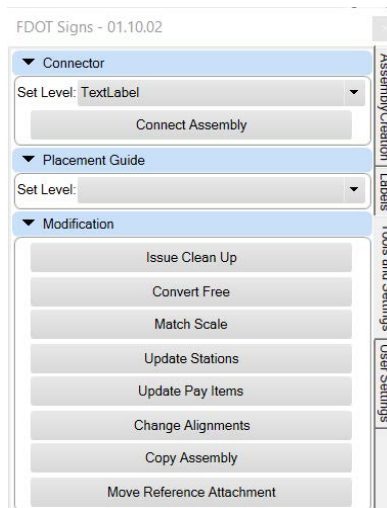 FDOT Signs - 01.10.02
Connector
Set Level: TextLabel
Connect Assembly
Placement Guide
Set Level:
Modification
Issue Clean Up
Convert Free
Match Scale
Update Stations
Update Pay Items
Change Alignments
Copy Assembly
Move Reference Attachment
Assembly Creation
Labels
Tools and Settings
User Settings